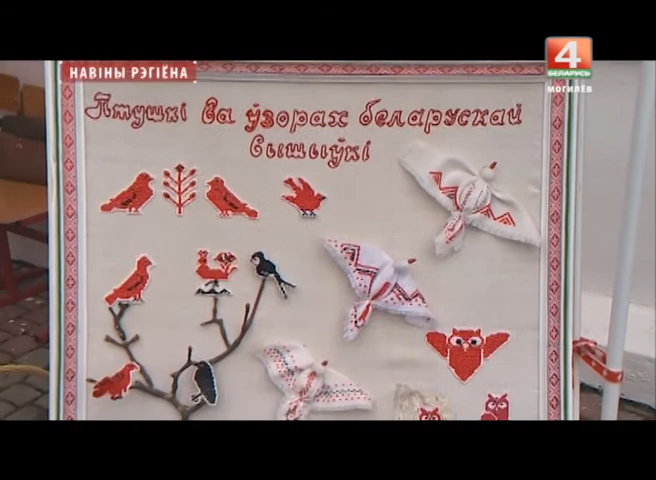 НАВІНЫ РЭГІЁНА
4
БЕЛАРУСЬ
МОГИЛЁВ
Птушкі ва ўзорах беларускай
вышыўкі